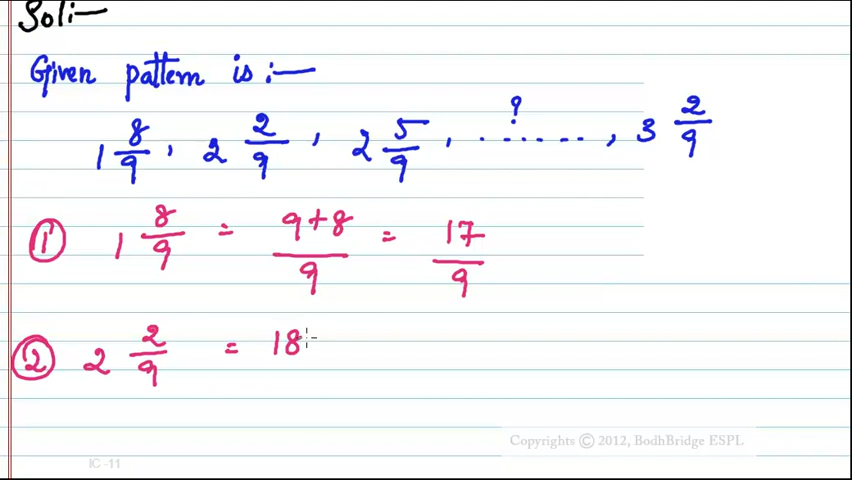 Sol:-
Given pattern is :-
1 8/9 , 2 2/9 , 2 5/9 , ........ ? , 3 2/9
① 1 8/9 = 9+8/9 = 17/9
② 2 2/9 = 18
Copyrights © 2012, BodhBridge ESPL
IC -11